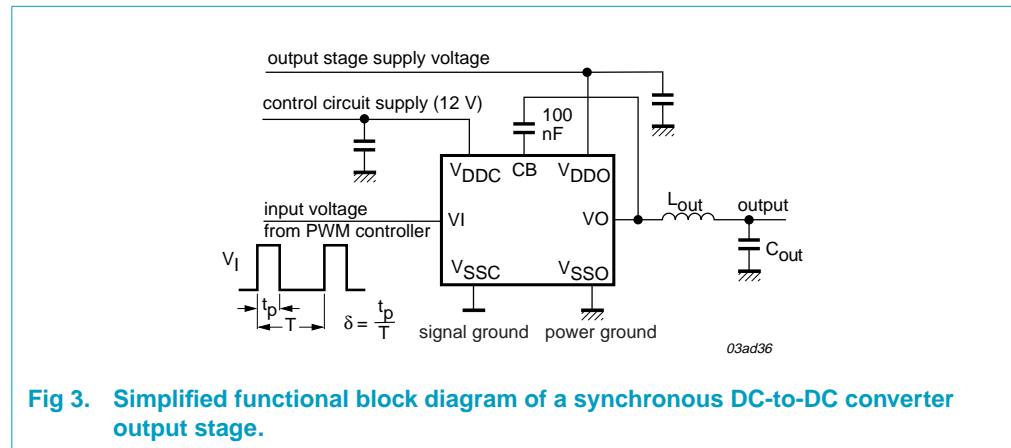 output stage supply voltage
control circuit supply (12 V)
100
nF
VDDC CB VDDO
input voltage
from PWM controller
VI
VO
Lout
output
Cout
VI
VSSC
VSSO
tp
T
δ = tp/T
signal ground
power ground
03ad36
Fig 3. Simplified functional block diagram of a synchronous DC-to-DC converter
output stage.